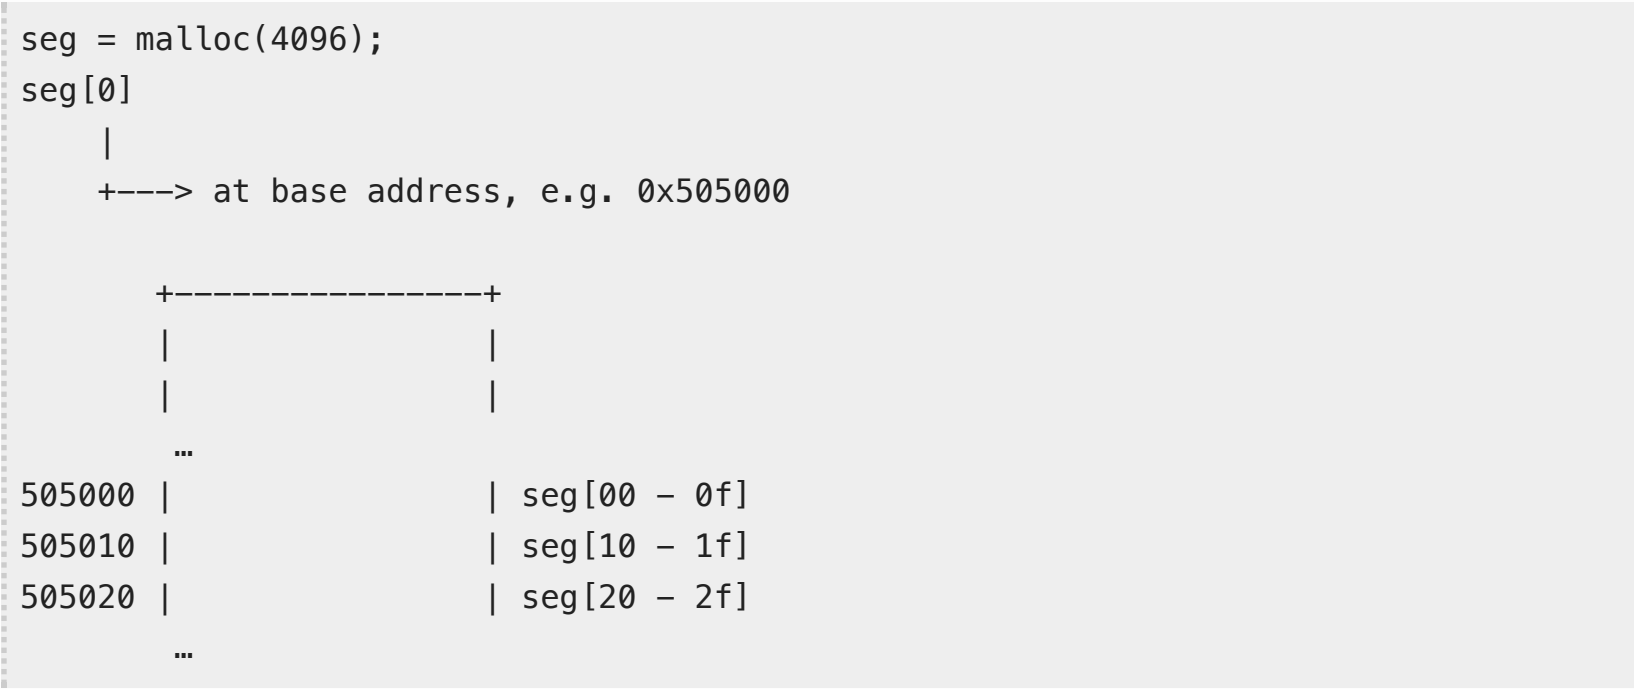 seg = malloc(4096);
seg[0]
     |
     +---> at base address, e.g. 0x505000

        +----------------+
        |                |
        |                |
         …
505000 |                | seg[00 - 0f]
505010 |                | seg[10 - 1f]
505020 |                | seg[20 - 2f]
         …